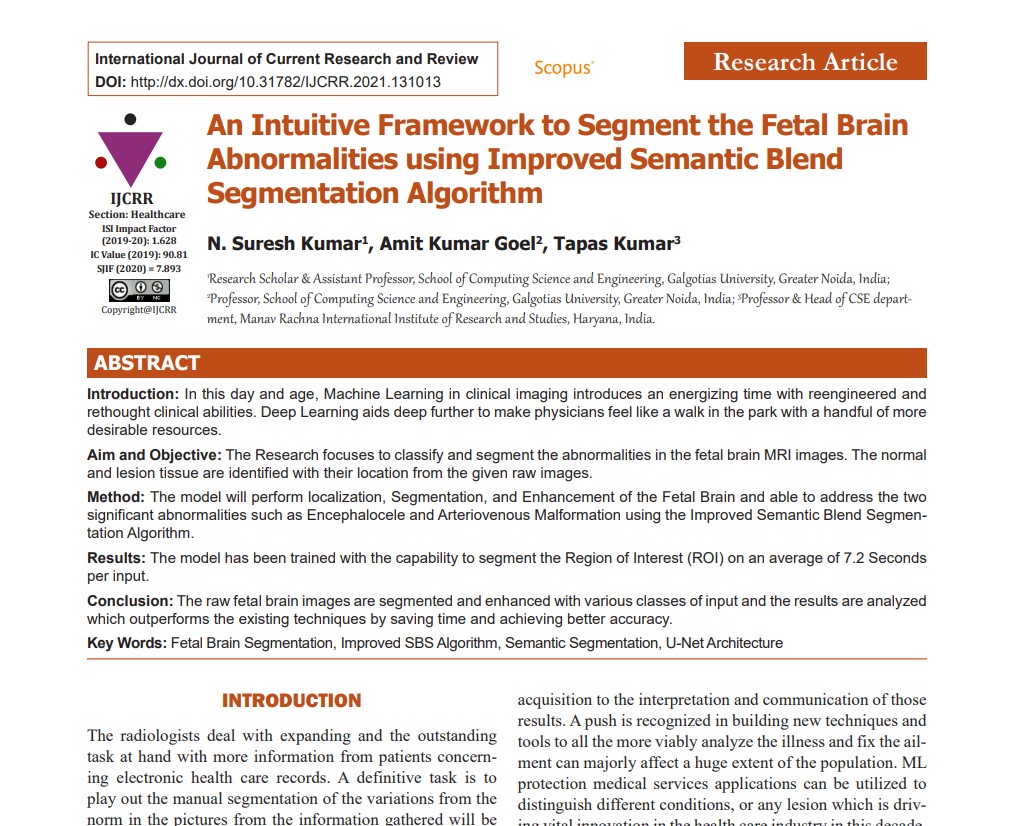 International Journal of Current Research and Review
DOI: http://dx.doi.org/10.31782/IJCRR.2021.131013
Scopus®
Research Article
IJCRR
Section: Healthcare
ISI Impact Factor
(2019-20): 1.628
IC Value (2019): 90.81
SJIF (2020) = 7.893
cc
BY NC
Copyright@IJCRR
An Intuitive Framework to Segment the Fetal Brain
Abnormalities using Improved Semantic Blend
Segmentation Algorithm
N. Suresh Kumar¹, Amit Kumar Goel², Tapas Kumar³
¹Research Scholar & Assistant Professor, School of Computing Science and Engineering, Galgotias University, Greater Noida, India;
²Professor, School of Computing Science and Engineering, Galgotias University, Greater Noida, India; ³Professor & Head of CSE depart-
ment, Manav Rachna International Institute of Research and Studies, Haryana, India.
ABSTRACT
Introduction: In this day and age, Machine Learning in clinical imaging introduces an energizing time with reengineered and
rethought clinical abilities. Deep Learning aids deep further to make physicians feel like a walk in the park with a handful of more
desirable resources.
Aim and Objective: The Research focuses to classify and segment the abnormalities in the fetal brain MRI images. The normal
and lesion tissue are identified with their location from the given raw images.
Method: The model will perform localization, Segmentation, and Enhancement of the Fetal Brain and able to address the two
significant abnormalities such as Encephalocele and Arteriovenous Malformation using the Improved Semantic Blend Segmen-
tation Algorithm.
Results: The model has been trained with the capability to segment the Region of Interest (ROI) on an average of 7.2 Seconds
per input.
Conclusion: The raw fetal brain images are segmented and enhanced with various classes of input and the results are analyzed
which outperforms the existing techniques by saving time and achieving better accuracy.
Key Words: Fetal Brain Segmentation, Improved SBS Algorithm, Semantic Segmentation, U-Net Architecture
INTRODUCTION
The radiologists deal with expanding and the outstanding
task at hand with more information from patients concern-
ing electronic health care records. A definitive task is to
play out the manual segmentation of the variations from the
norm in the pictures from the information gathered will be
acquisition to the interpretation and communication of those
results. A push is recognized in building new techniques and
tools to all the more viably analyze the illness and fix the ail-
ment can majorly affect a huge extent of the population. ML
protection medical services applications can be utilized to
distinguish different conditions, or any lesion which is driv-
ing vital innovation in the health care industry in this decade.